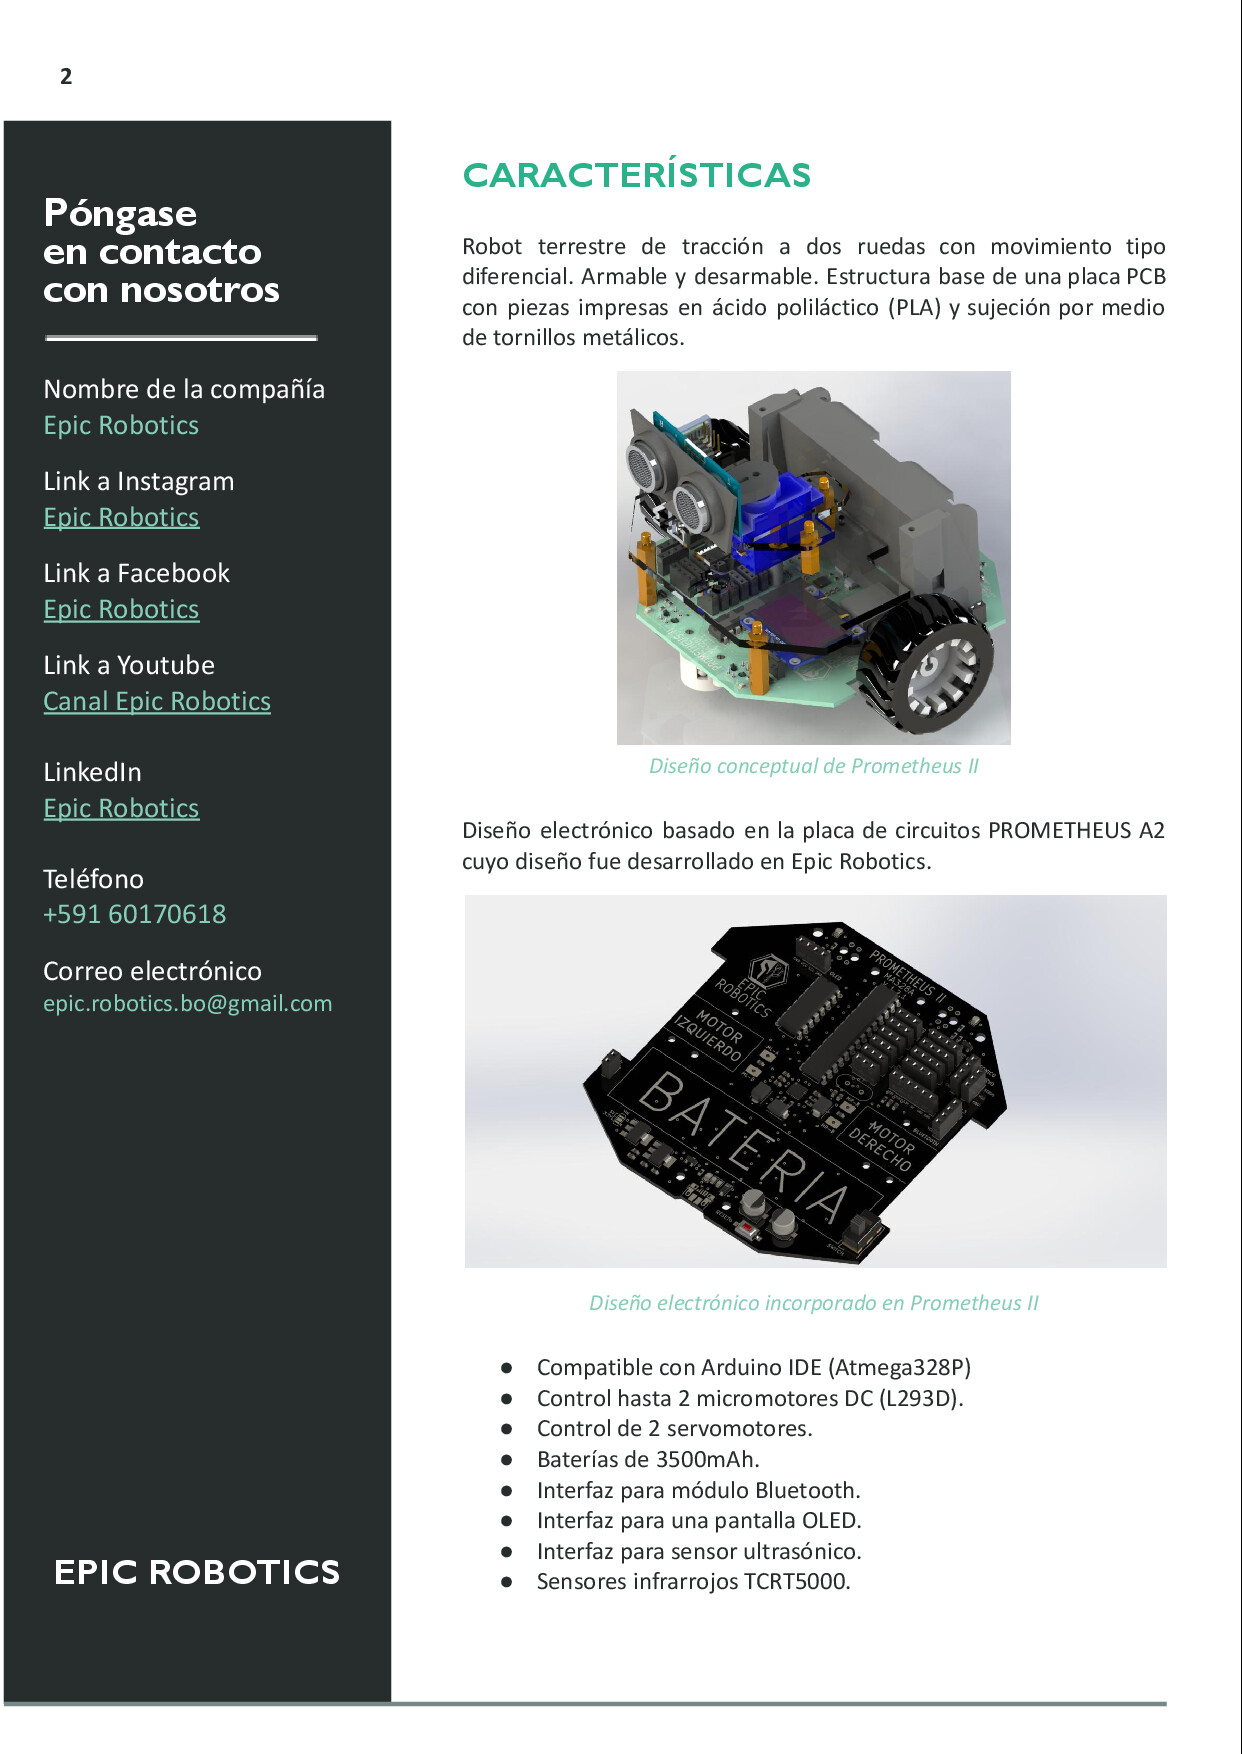 2
Póngase
en contacto
con nosotros
Nombre de la compañía
Epic Robotics
Link a Instagram
Epic Robotics
Link a Facebook
Epic Robotics
Link a Youtube
Canal Epic Robotics
LinkedIn
Epic Robotics
Teléfono
+591 60170618
Correo electrónico
epic.robotics.bo@gmail.com
EPIC ROBOTICS
CARACTERÍSTICAS
Robot terrestre de tracción a dos ruedas con movimiento tipo
diferencial. Armable y desarmable. Estructura base de una placa PCB
con piezas impresas en ácido poliláctico (PLA) y sujeción por medio
de tornillos metálicos.
Diseño conceptual de Prometheus II
Diseño electrónico basado en la placa de circuitos PROMETHEUS A2
cuyo diseño fue desarrollado en Epic Robotics.
PROMETHEUS II
MA328P
EPIC
ROBOTICS
MOTOR
IZQUIERDO
BATERIA
MOTOR
DERECHO
BLUETOOTH
SWITCH
Diseño electrónico incorporado en Prometheus II
● Compatible con Arduino IDE (Atmega328P)
● Control hasta 2 micromotores DC (L293D).
● Control de 2 servomotores.
● Baterías de 3500mAh.
● Interfaz para módulo Bluetooth.
● Interfaz para una pantalla OLED.
● Interfaz para sensor ultrasónico.
● Sensores infrarrojos TCRT5000.